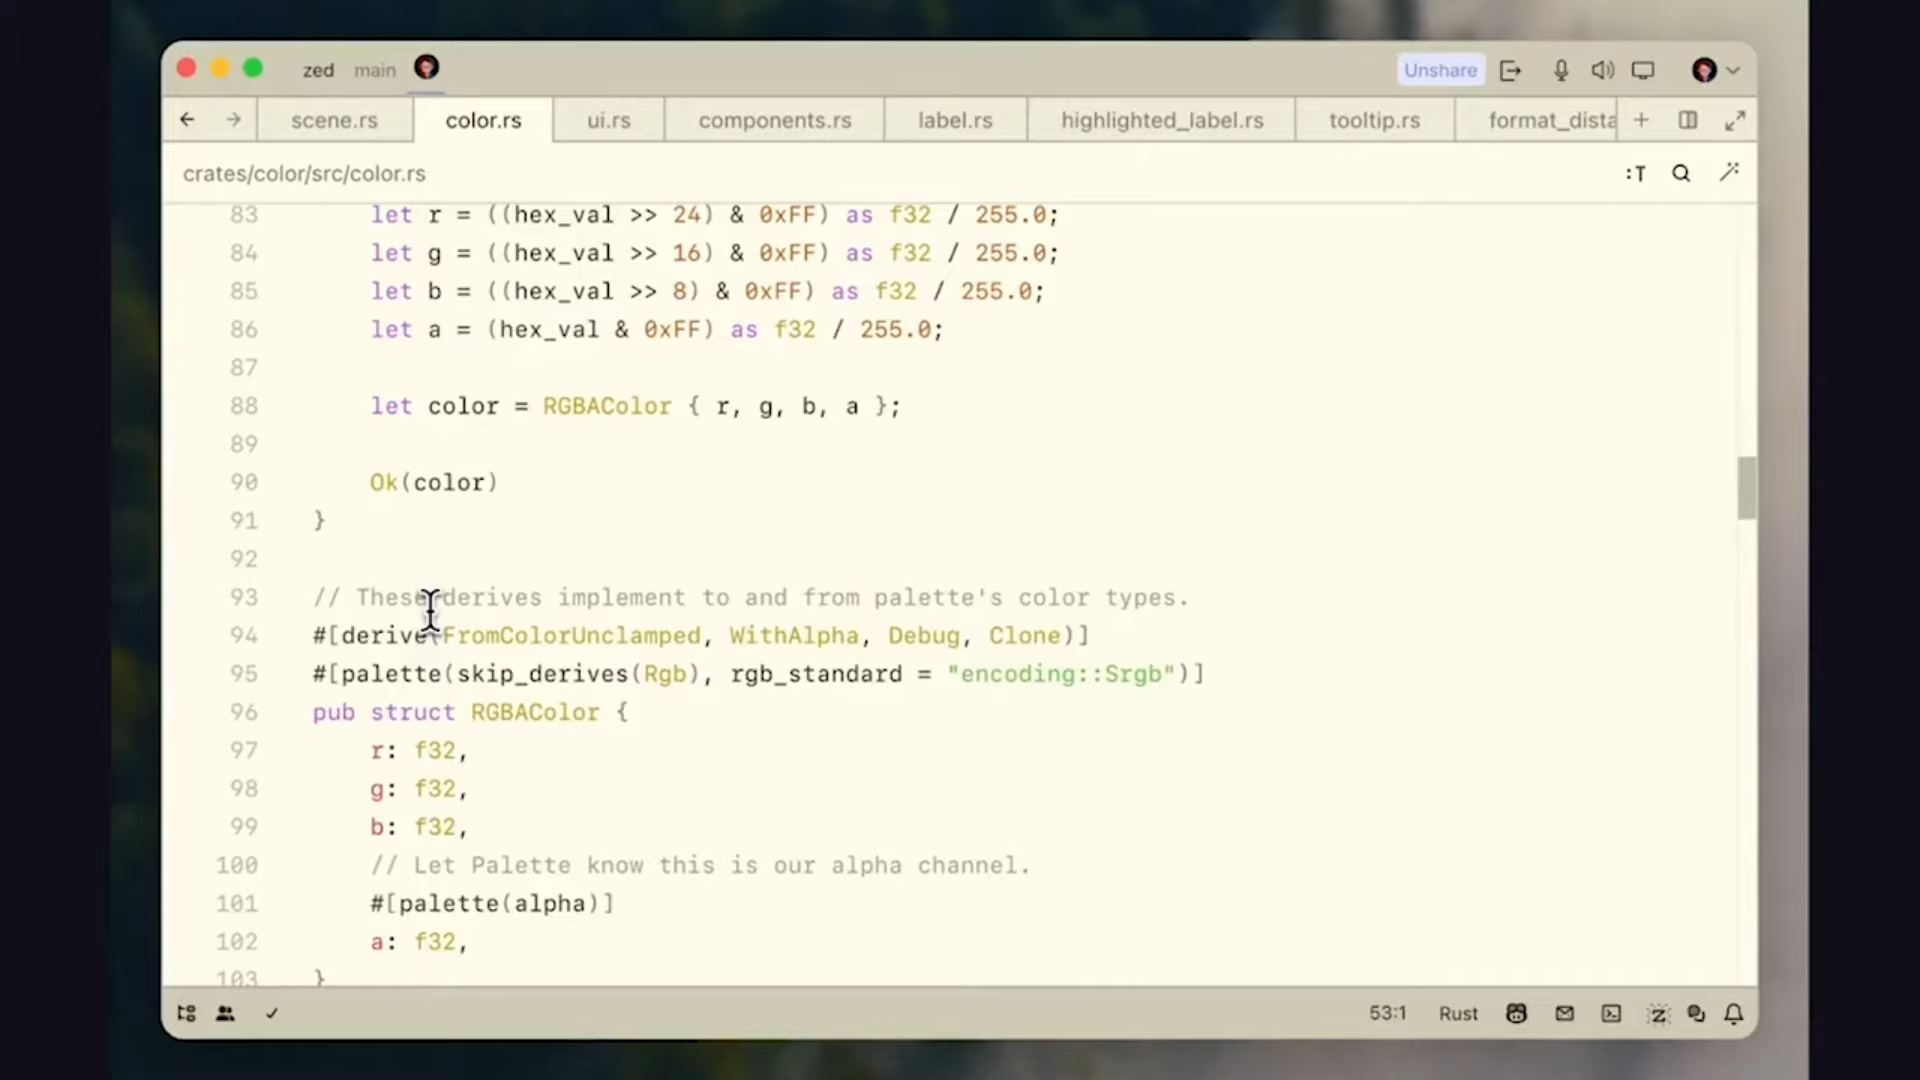 zed main Unshare
scene.rs color.rs ui.rs components.rs label.rs highlighted_label.rs tooltip.rs format_dista
crates/color/src/color.rs :T
83 let r = ((hex_val >> 24) & 0xFF) as f32 / 255.0;
84 let g = ((hex_val >> 16) & 0xFF) as f32 / 255.0;
85 let b = ((hex_val >> 8) & 0xFF) as f32 / 255.0;
86 let a = (hex_val & 0xFF) as f32 / 255.0;
87
88 let color = RGBAColor { r, g, b, a };
89
90 Ok(color)
91 }
92
93 // These derives implement to and from palette's color types.
94 #[derive(FromColorUnclamped, WithAlpha, Debug, Clone)]
95 #[palette(skip_derives(Rgb), rgb_standard = "encoding::Srgb")]
96 pub struct RGBAColor {
97 r: f32,
98 g: f32,
99 b: f32,
100 // Let Palette know this is our alpha channel.
101 #[palette(alpha)]
102 a: f32,
103 }
53:1 Rust